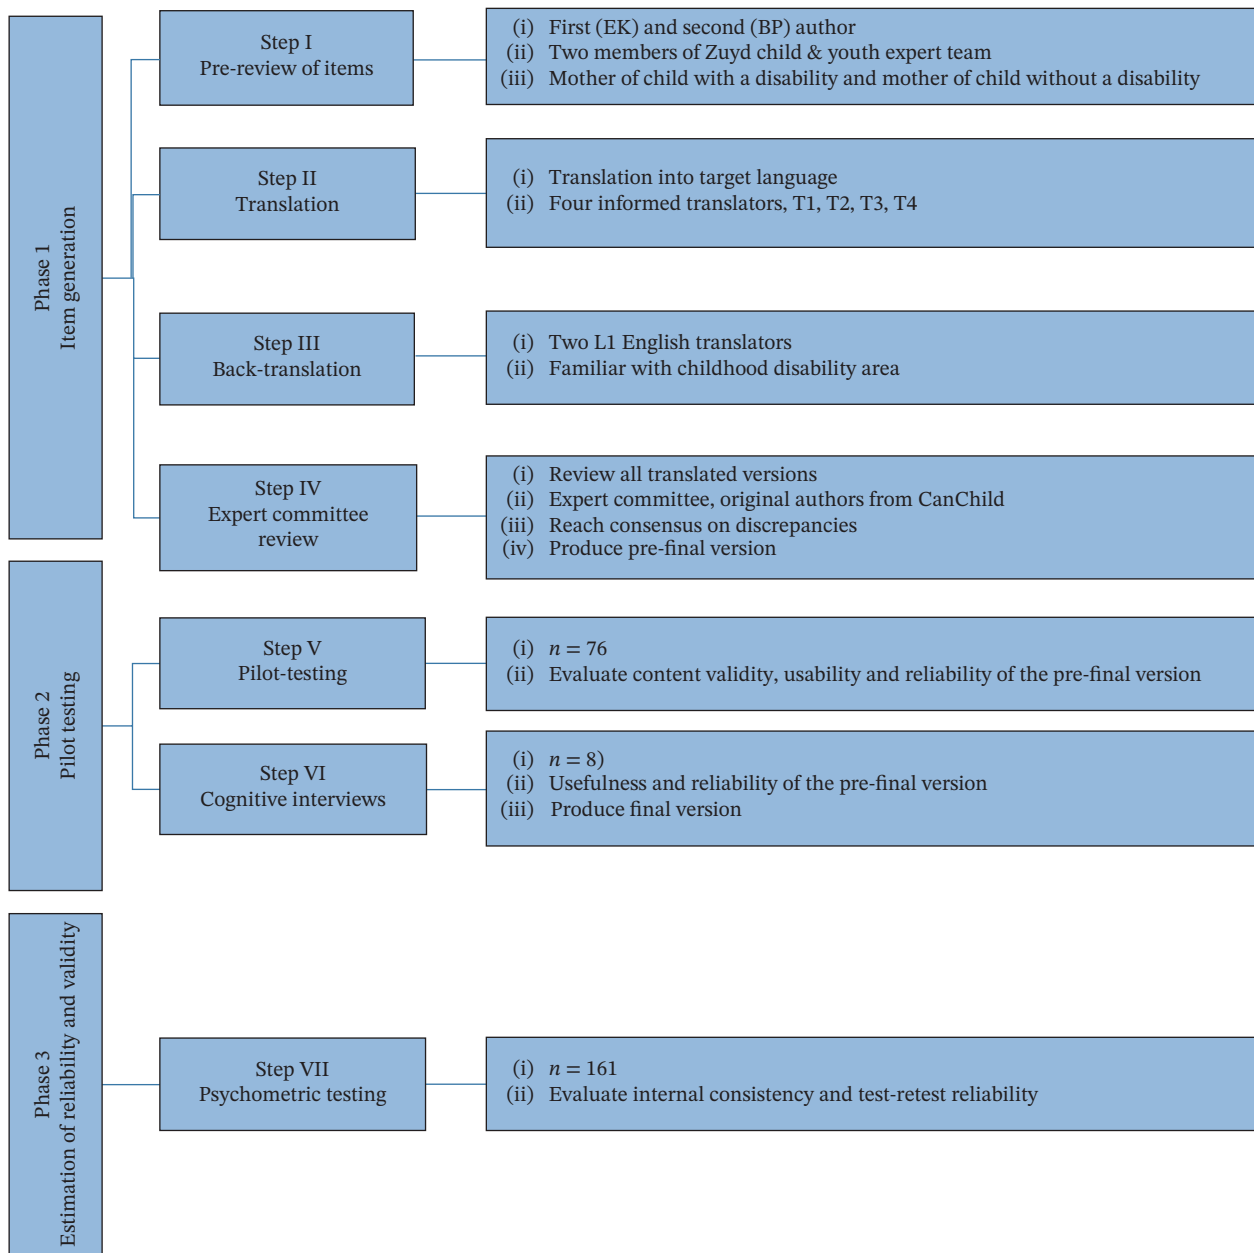 Phase 1
Item generation
Step I
Pre-review of items
(i) First (EK) and second (BP) author
(ii) Two members of Zuyd child & youth expert team
(iii) Mother of child with a disability and mother of child without a disability
Step II
Translation
(i) Translation into target language
(ii) Four informed translators, T1, T2, T3, T4
Step III
Back-translation
(i) Two L1 English translators
(ii) Familiar with childhood disability area
Step IV
Expert committee
review
(i) Review all translated versions
(ii) Expert committee, original authors from CanChild
(iii) Reach consensus on discrepancies
(iv) Produce pre-final version
Phase 2
Pilot testing
Step V
Pilot-testing
(i) n = 76
(ii) Evaluate content validity, usability and reliability of the pre-final version
Step VI
Cognitive interviews
(i) n = 8)
(ii) Usefulness and reliability of the pre-final version
(iii) Produce final version
Phase 3
Estimation of reliability and validity
Step VII
Psychometric testing
(i) n = 161
(ii) Evaluate internal consistency and test-retest reliability